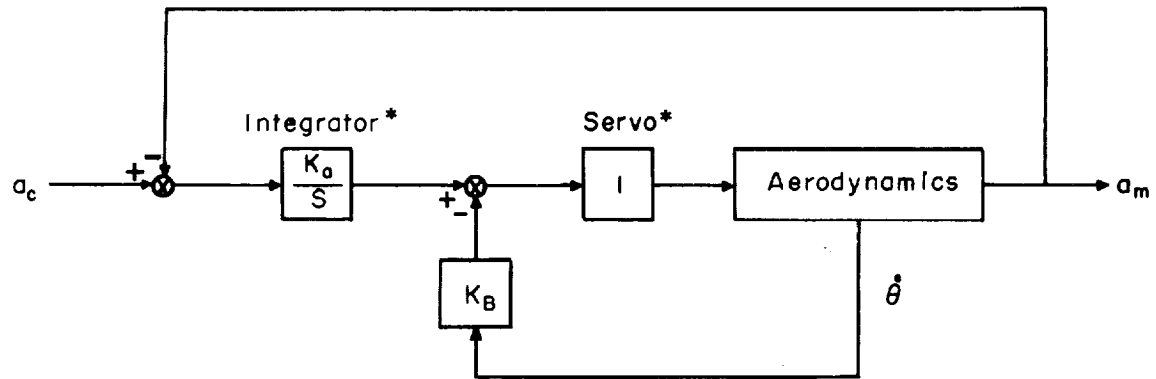 Integrator*
Servo*
+
−
a_c
K_a
S
+
−
1
Aerodynamics
a_m
K_B
θ̇